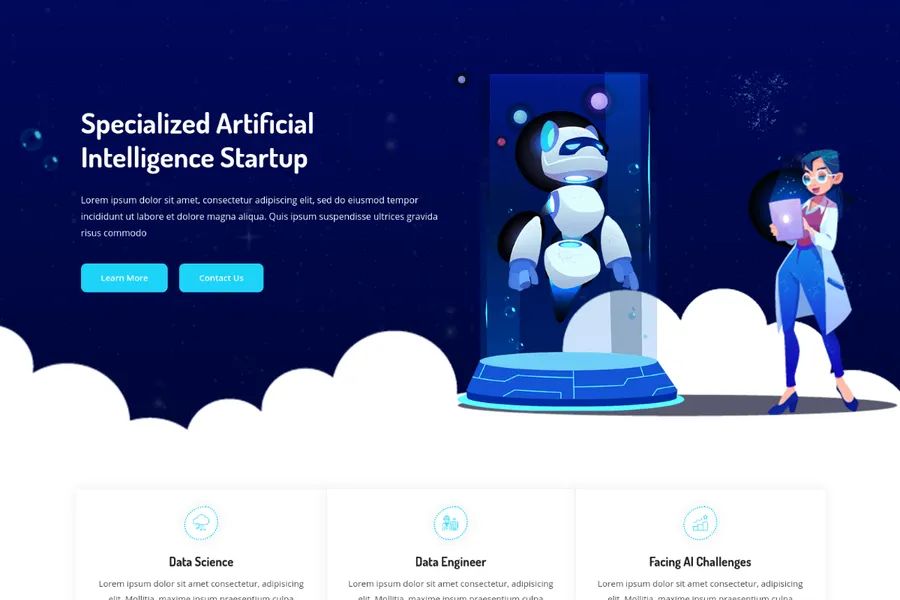 Specialized Artificial
Intelligence Startup
Lorem ipsum dolor sit amet, consectetur adipiscing elit, sed do eiusmod tempor
incididunt ut labore et dolore magna aliqua. Quis ipsum suspendisse ultrices gravida
risus commodo
Learn More
Contact Us
Data Science
Lorem ipsum dolor sit amet consectetur, adipisicing
elit. Mollitia, maxime praesentium culpa
Data Engineer
Lorem ipsum dolor sit amet consectetur, adipisicing
elit. Mollitia, maxime praesentium culpa
Facing AI Challenges
Lorem ipsum dolor sit amet consectetur, adipisicing
elit. Mollitia, maxime praesentium culpa